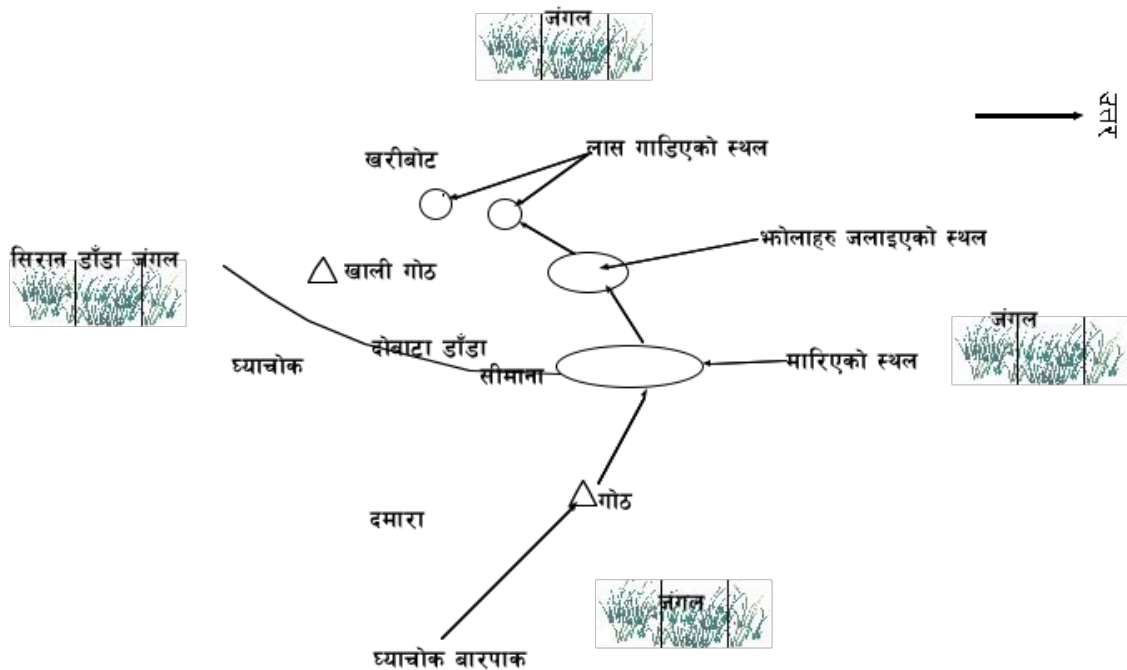 जंगल
उत्तर
लास गाडिएको स्थल
खरीबोट
झोलाहरु जलाइएको स्थल
सिरान डाँडा जंगल
खाली गोठ
जंगल
दोबाटा डाँडा
घ्याचोक
मारिएको स्थल
सीमाना
गोठ
दमारा
जंगल
घ्याचोक बारपाक